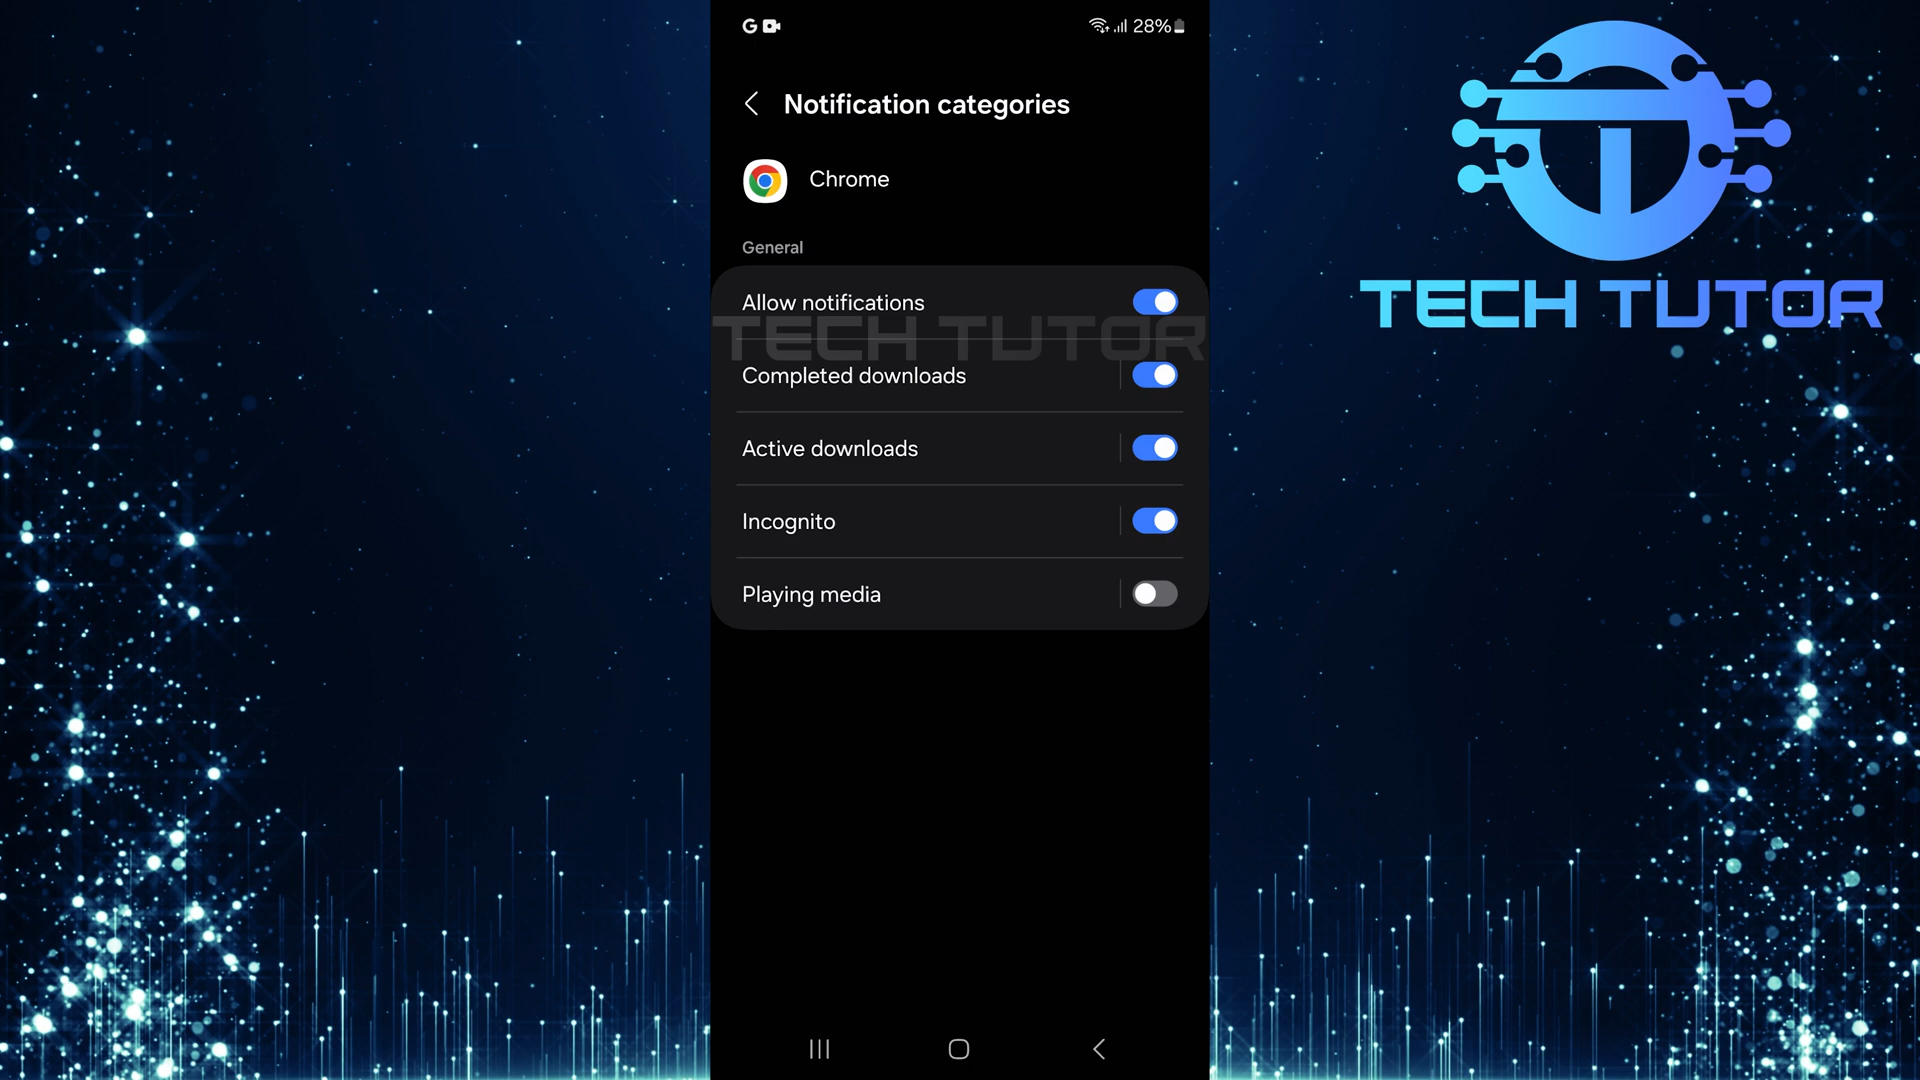 28%
Notification categories
Chrome
General
Allow notifications
TECH TUTOR
Completed downloads
Active downloads
Incognito
Playing media
TECH TUTOR